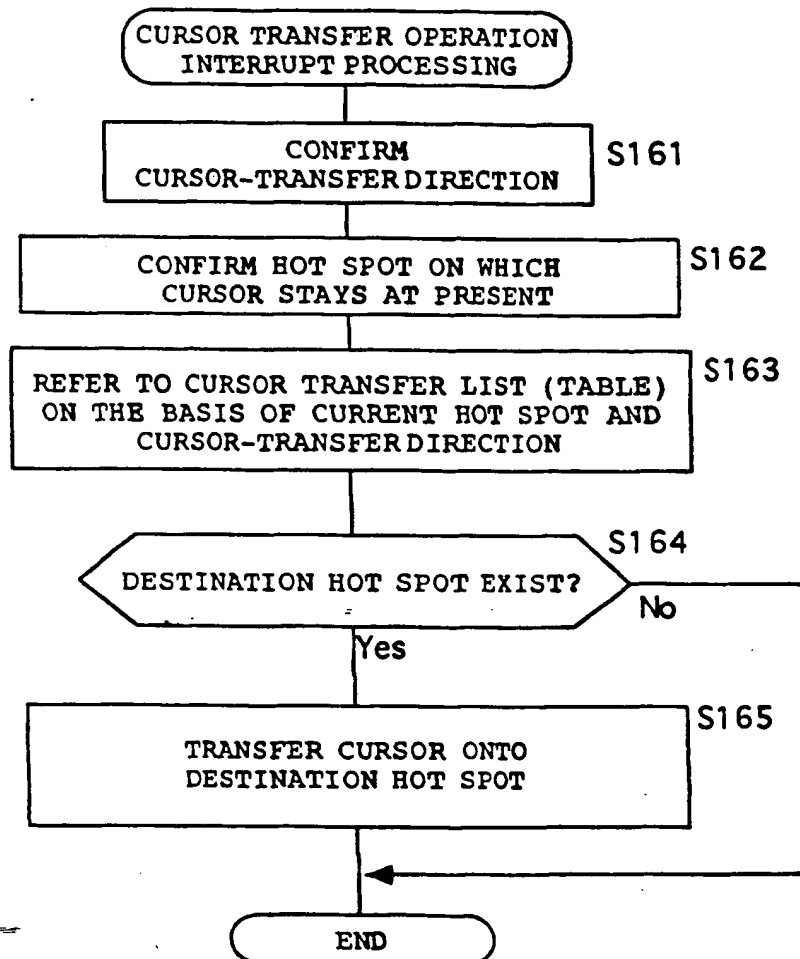 CURSOR TRANSFER OPERATION
INTERRUPT PROCESSING
CONFIRM
CURSOR-TRANSFER DIRECTION
S161
CONFIRM HOT SPOT ON WHICH
CURSOR STAYS AT PRESENT
S162
REFER TO CURSOR TRANSFER LIST (TABLE)
ON THE BASIS OF CURRENT HOT SPOT AND
CURSOR-TRANSFER DIRECTION
S163
DESTINATION HOT SPOT EXIST?
S164
No
Yes
TRANSFER CURSOR ONTO
DESTINATION HOT SPOT
S165
END